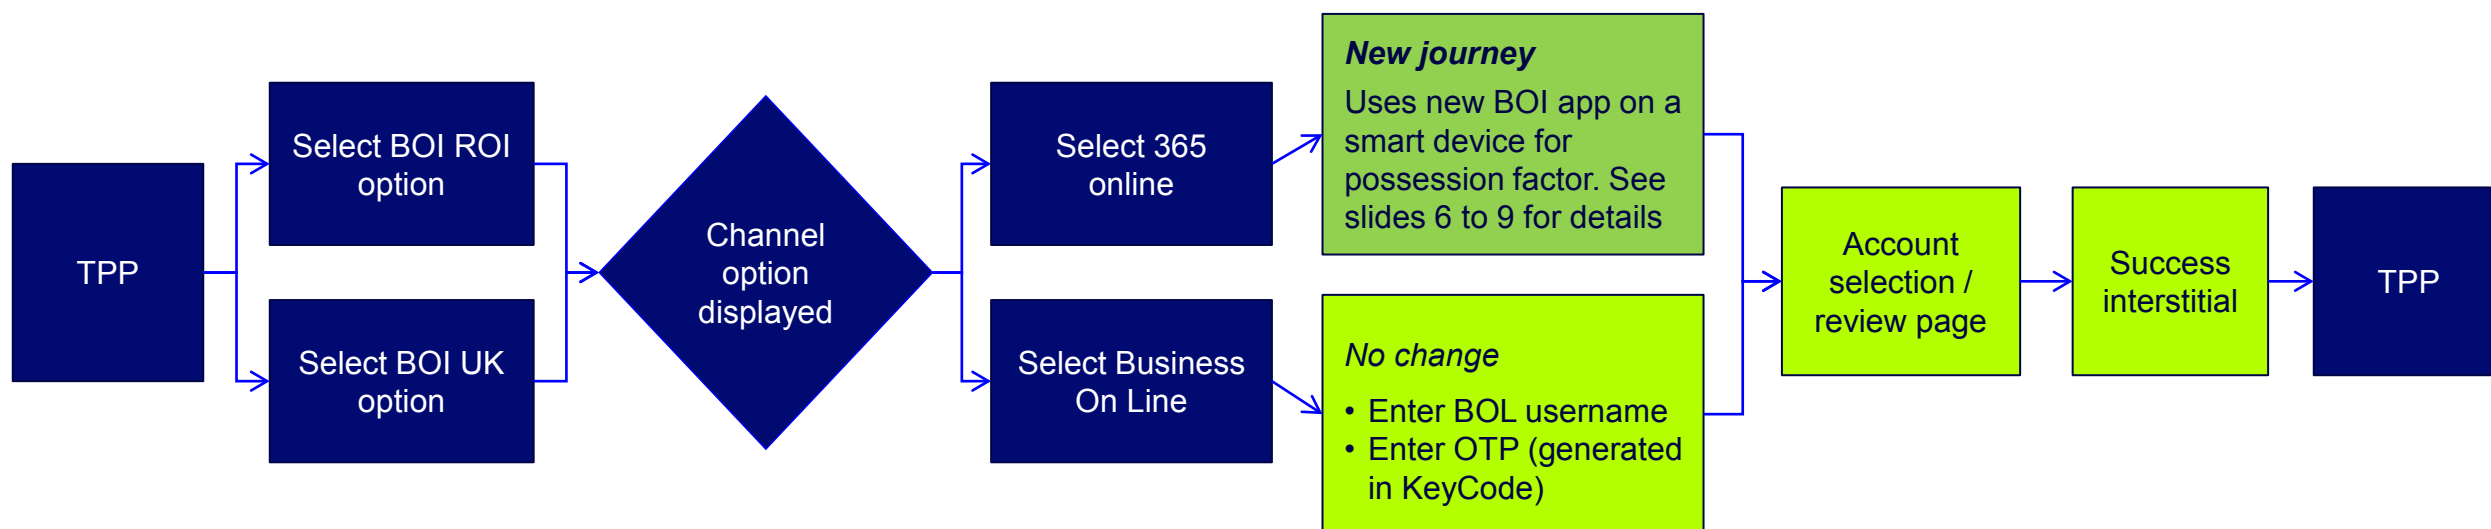 TPP
Select BOI ROI
option
Select BOI UK
option
Channel
option
displayed
Select 365
online
Select Business
On Line
New journey
Uses new BOI app on a
smart device for
possession factor. See
slides 6 to 9 for details
No change
• Enter BOL username
• Enter OTP (generated
in KeyCode)
Account
selection /
review page
Success
interstitial
TPP